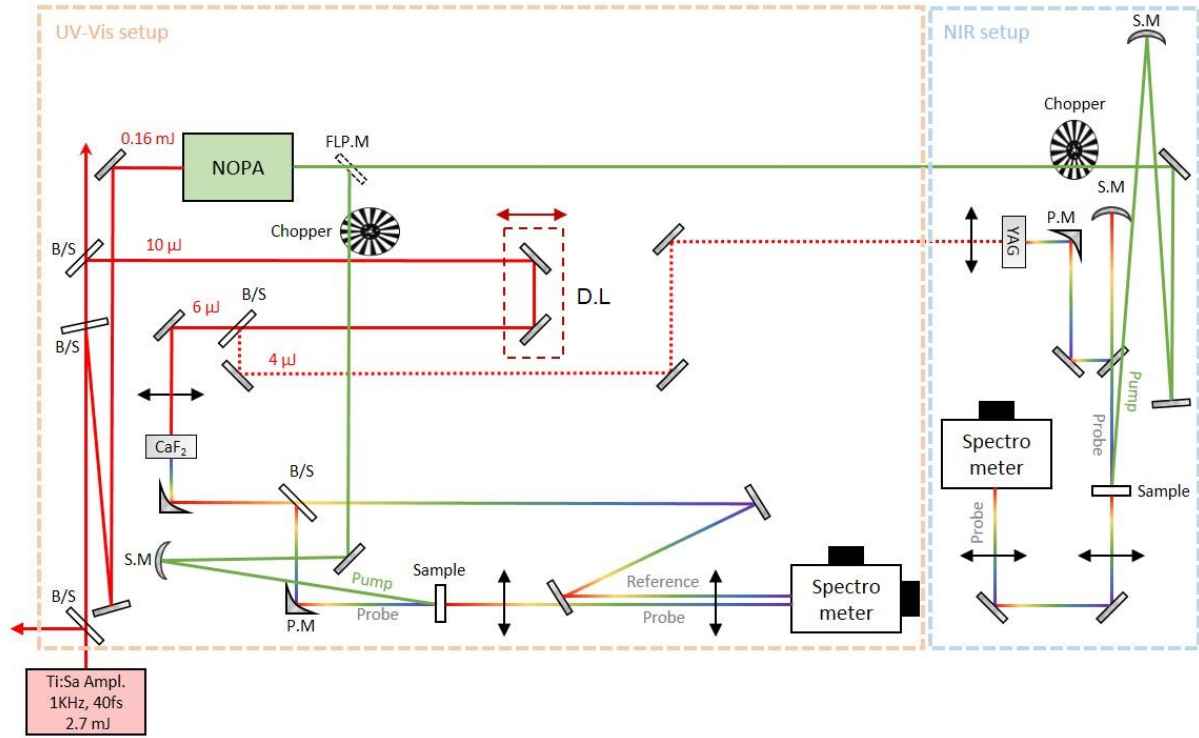 UV-Vis setup
NIR setup
S.M
Chopper
0.16 mJ
NOPA
FLP.M
S.M
P.M
YAG
Chopper
B/S
10 µJ
D.L
6 µJ
B/S
B/S
4 µJ
Pump
Probe
Spectro
meter
CaF₂
B/S
Sample
Probe
S.M
Pump
Sample
Reference
Spectro
meter
B/S
P.M
Probe
Probe
Ti:Sa Ampl.
1KHz, 40fs
2.7 mJ